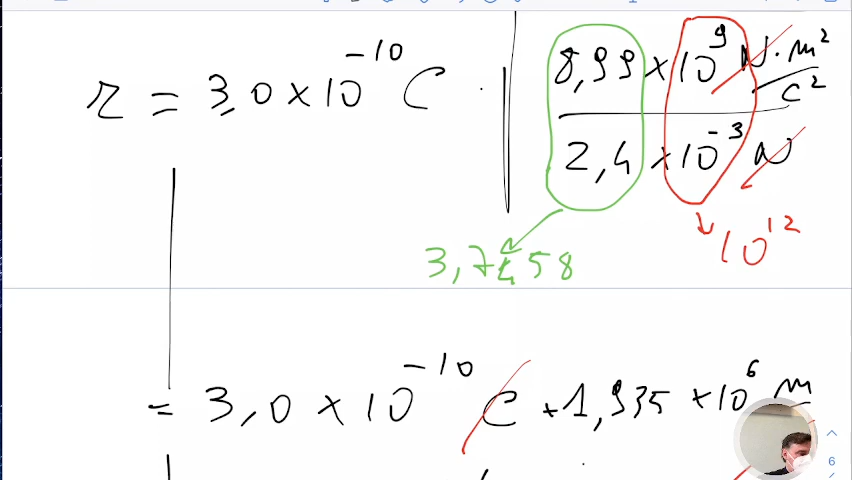 r = 3,0 × 10⁻¹⁰ C · √
8,99 × 10⁹ N · m²/C²
2,4 × 10⁻³ N
3,7458
10¹²
= 3,0 × 10⁻¹⁰ C × 1,935 × 10⁶ m
6